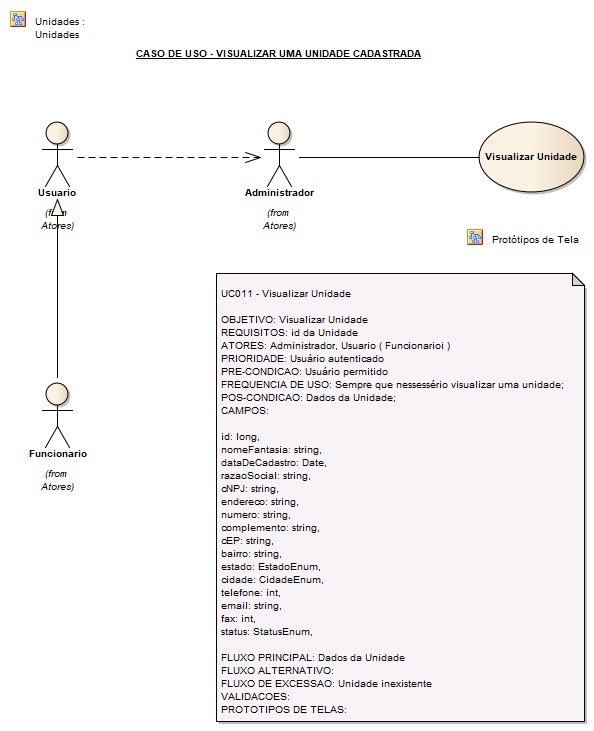 Unidades :
Unidades
CASO DE USO - VISUALIZAR UMA UNIDADE CADASTRADA
Visualizar Unidade
Usuario
(from
Atores)
Administrador
(from
Atores)
Protótipos de Tela
UC011 - Visualizar Unidade
OBJETIVO: Visualizar Unidade
REQUISITOS: id da Unidade
ATORES: Administrador, Usuario ( Funcionarioi )
PRIORIDADE: Usuário autenticado
PRE-CONDICAO: Usuário permitido
FREQUENCIA DE USO: Sempre que nessessério visualizar uma unidade;
POS-CONDICAO: Dados da Unidade;
CAMPOS:
id: long,
nomeFantasia: string,
dataDeCadastro: Date,
razaoSocial: string,
cNPJ: string,
endereco: string,
numero: string,
complemento: string,
cEP: string,
bairro: string,
estado: EstadoEnum,
cidade: CidadeEnum,
telefone: int,
email: string,
fax: int,
status: StatusEnum,
FLUXO PRINCIPAL: Dados da Unidade
FLUXO ALTERNATIVO:
FLUXO DE EXCESSAO: Unidade inexistente
VALIDACOES:
PROTOTIPOS DE TELAS:
Funcionario
(from
Atores)